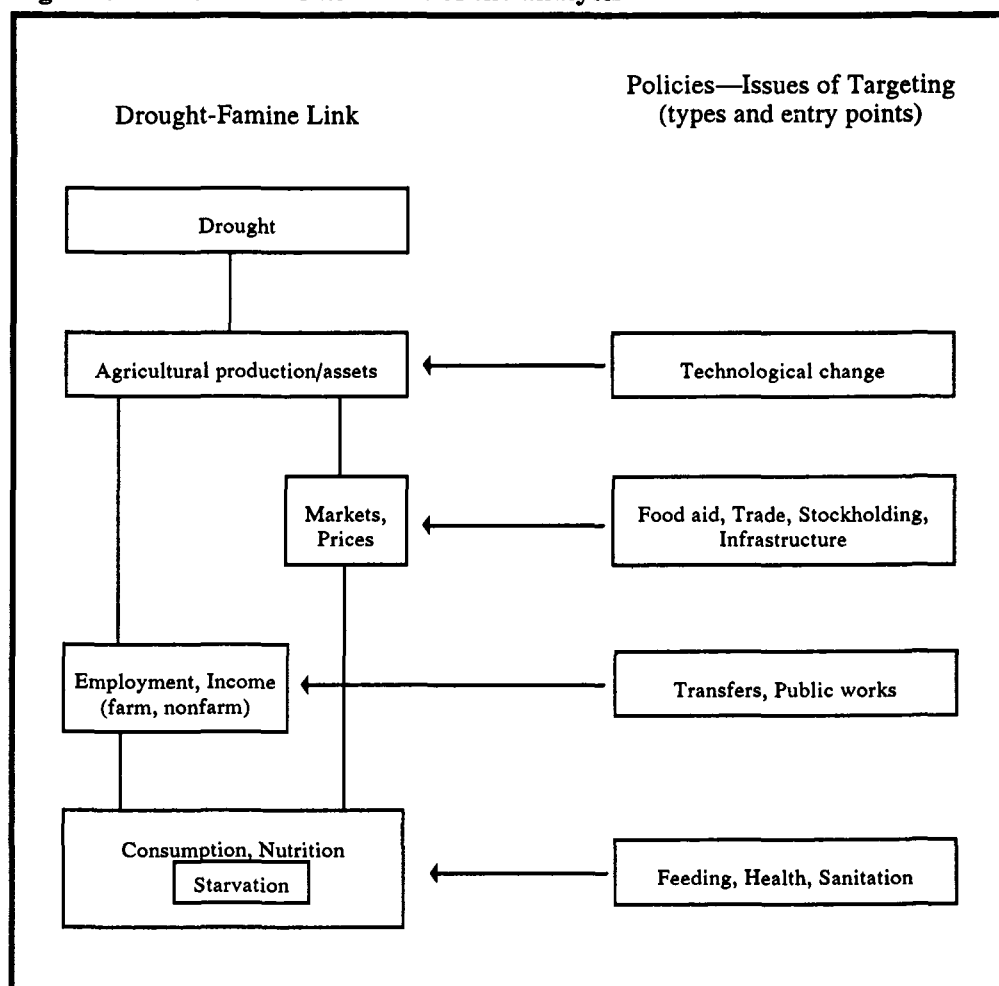 Drought-Famine Link
Policies—Issues of Targeting
(types and entry points)
Drought
Agricultural production/assets
Technological change
Markets,
Prices
Food aid, Trade, Stockholding,
Infrastructure
Employment, Income
(farm, nonfarm)
Transfers, Public works
Consumption, Nutrition
Starvation
Feeding, Health, Sanitation